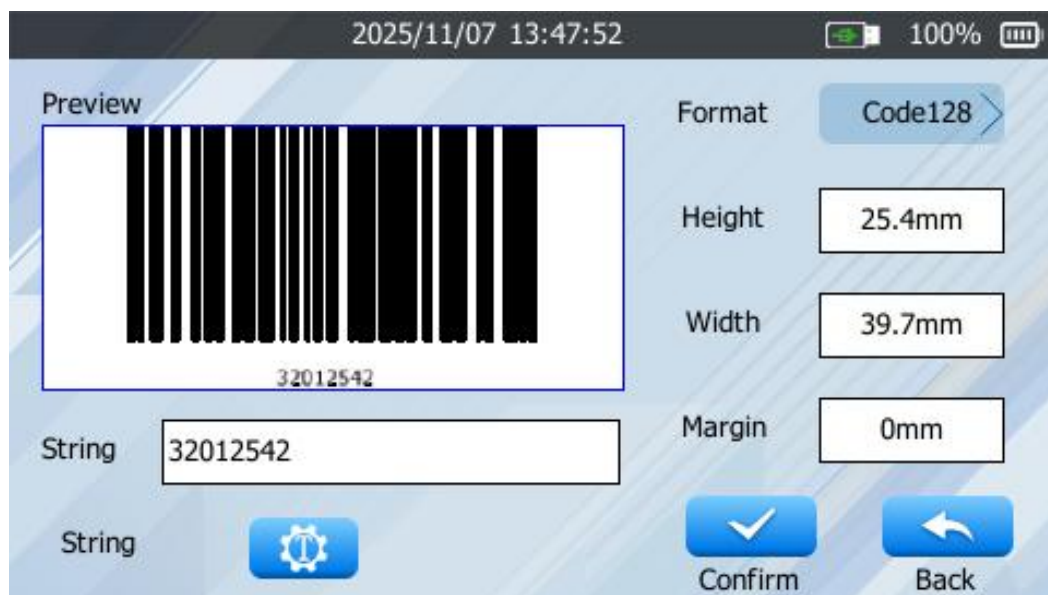 2025/11/07 13:47:52
100%
Preview
32012542
Format
Code128
Height
25.4mm
Width
39.7mm
String
32012542
Margin
0mm
String
Confirm
Back